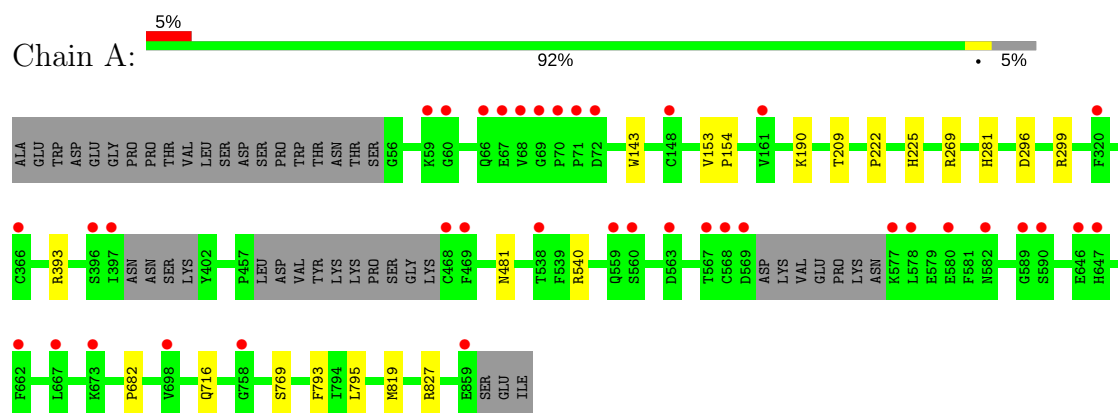 5%
Chain A:
92%
5%
ALA GLU TRP ASP GLU GLY PRO PRO THR VAL LEU SER ASP SER PRO TRP THR ASN THR SER G56 K59 G60 Q66 E67 V68 G69 P70 P71 D72 W143 C148 V153 P154 V161 K190 T209 P222 H225 R269 H281 D296 R299 F320
C366 R393 S396 I397 ASN ASN SER LYS Y402 P457 LEU ASP VAL TYR LYS LYS PRO SER GLY LYS C468 F469 N481 T538 F539 R540 Q559 S560 D563 T567 C568 D569 ASP LYS VAL GLU PRO LYS ASN K577 L578 E579 E580 F581 N582 G589 S590 E646 H647
F662 L667 K673 P682 V698 Q716 G758 S769 F793 I794 L795 M819 R827 E859 SER GLU ILE